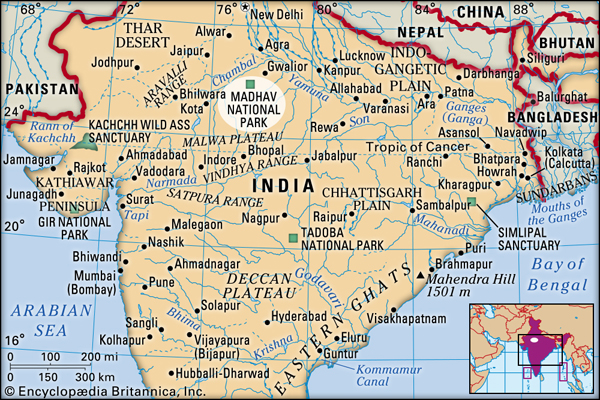 72
76
New Delhi
80
84
CHINA
88
THAR
DESERT
Alwar
NEPAL
BHUTAN
Jaipur
Agra
Lucknow
INDO-
GANGETIC
PLAIN
Siliguri
Jodhpur
Gwalior
Kanpur
Darbhanga
PAKISTAN
ARAVALLI
RANGE
Chambal
Yamuna
Allahabad
Patna
Bhilwara
MADHAV
NATIONAL
PARK
Varanasi
Ara
Ganges
(Ganga)
Balurghat
24°
Kota
Rewa
Son
BANGLADESH
Rann of
Kachchh
KACHCHH WILD ASS
SANCTUARY
MALWA PLATEAU
Asansol
Navadwip
Tropic of Cancer
Jamnagar
Ahmadabad
Bhopal
Jabalpur
Ranchi
Bhatpara
Kolkata
(Calcutta)
Rajkot
Indore
VINDHYA RANGE
Howrah
KATHIAWAR
PENINSULA
Vadodara
Narmada
INDIA
Kharagpur
SUNDARBANS
Junagadh
SATPURA RANGE
CHHATTISGARH
PLAIN
Mouths of
the Ganges
Surat
Tapi
Nagpur
Raipur
Sambalpur
GIR NATIONAL
PARK
Mahanadi
SIMLIPAL
SANCTUARY
20°
Malegaon
TADOBA
NATIONAL PARK
Nashik
Puri
Bhiwandi
Ahmadnagar
Godavari
Brahmapur
Bay of
Bengal
Mumbai
(Bombay)
Pune
DECCAN
PLATEAU
Mahendra Hill
1501 m
ARABIAN
SEA
Solapur
EASTERN GHATS
Visakhapatnam
Sangli
Bhima
Hyderabad
16°
Kolhapur
Vijayapura
(Bijapur)
Krishna
Eluru
Guntur
0 100 200 mi
0 150 300 km
Hubballi-Dharwad
Kommamur
Canal
© Encyclopædia Britannica, Inc.